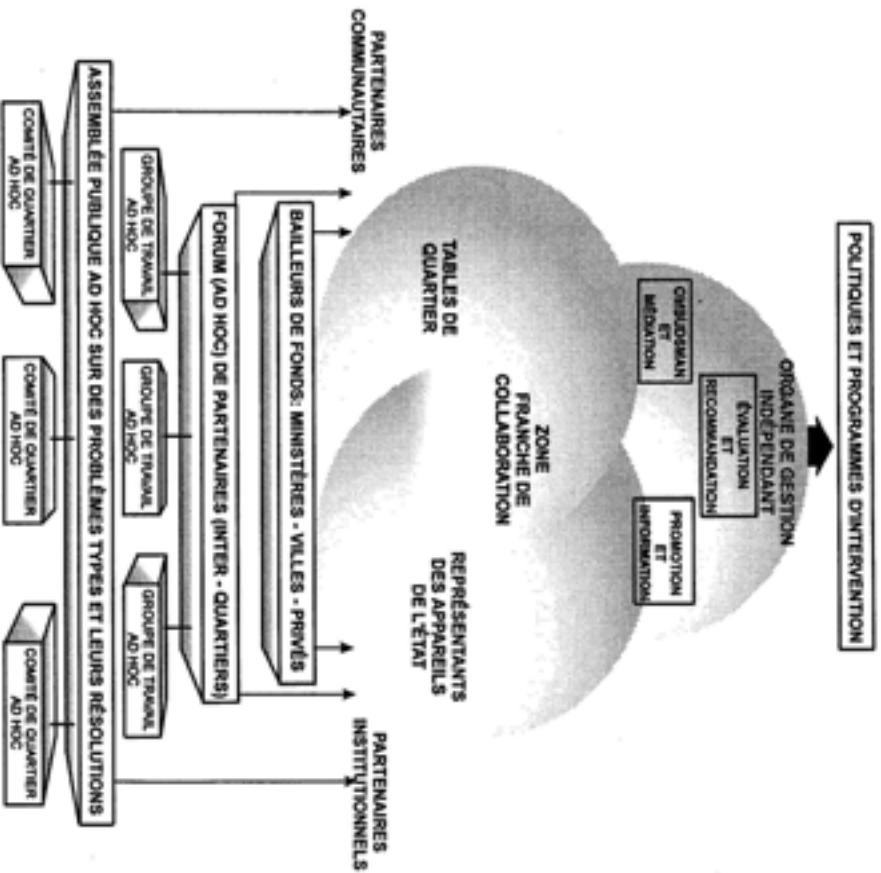 POLITIQUES ET PROGRAMMES D'INTERVENTION
ORGANE DE GESTION
INDÉPENDANT
ÉVALUATION
ET
RECOMMANDATION
OMBUDSMAN
ET
MÉDIATION
PROMOTION
ET
INFORMATION
ZONE
FRANCHE DE
COLLABORATION
TABLES DE
QUARTIER
REPRÉSENTANTS
DES APPAREILS
DE L'ÉTAT
PARTENAIRES
COMMUNAUTAIRES
PARTENAIRES
INSTITUTIONNELS
BAILLEURS DE FONDS: MINISTÈRES - VILLES - PRIVÉS
FORUM (AD HOC) DE PARTENAIRES (INTER - QUARTIERS)
GROUPE DE TRAVAIL
AD HOC
GROUPE DE TRAVAIL
AD HOC
GROUPE DE TRAVAIL
AD HOC
ASSEMBLÉE PUBLIQUE AD HOC SUR DES PROBLÈMES TYPES ET LEURS RÉSOLUTIONS
COMITÉ DE QUARTIER
AD HOC
COMITÉ DE QUARTIER
AD HOC
COMITÉ DE QUARTIER
AD HOC